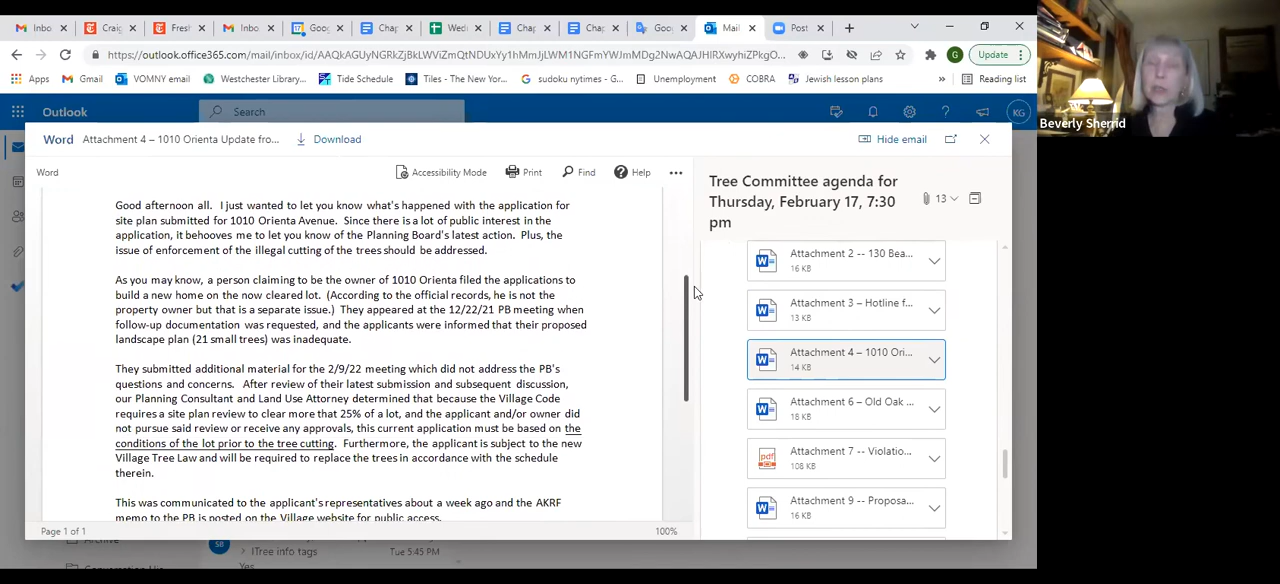 Inbo
Craig
Fresh
Inbo
Goog
Chap
Wedn
Chap
Chap
Goog
Mail
Post
https://outlook.office365.com/mail/inbox/id/AAQkAGUyNGRkZjBkLWViZmQtNDUxYy1hMmJjLWM1NGFmYWJmMDg2NwAQAJHIRXwyhiZPkgO...
G
Update
Apps
Gmail
VOMNY email
Westchester Library...
Tide Schedule
Tiles - The New Yor...
sudoku nytimes - G...
Unemployment
COBRA
Jewish lesson plans
»
Reading list
Outlook
Search
KG
Beverly Sherrid
Word
Attachment 4 – 1010 Orienta Update fro...
Download
Hide email
Word
Accessibility Mode
Print
Find
Help
Good afternoon all. I just wanted to let you know what's happened with the application for
site plan submitted for 1010 Orienta Avenue. Since there is a lot of public interest in the
application, it behooves me to let you know of the Planning Board's latest action. Plus, the
issue of enforcement of the illegal cutting of the trees should be addressed.
As you may know, a person claiming to be the owner of 1010 Orienta filed the applications to
build a new home on the now cleared lot. (According to the official records, he is not the
property owner but that is a separate issue.) They appeared at the 12/22/21 PB meeting when
follow-up documentation was requested, and the applicants were informed that their proposed
landscape plan (21 small trees) was inadequate.
They submitted additional material for the 2/9/22 meeting which did not address the PB's
questions and concerns. After review of their latest submission and subsequent discussion,
our Planning Consultant and Land Use Attorney determined that because the Village Code
requires a site plan review to clear more that 25% of a lot, and the applicant and/or owner did
not pursue said review or receive any approvals, this current application must be based on the
conditions of the lot prior to the tree cutting. Furthermore, the applicant is subject to the new
Village Tree Law and will be required to replace the trees in accordance with the schedule
therein.
This was communicated to the applicant's representatives about a week ago and the AKRF
memo to the PB is posted on the Village website for public access.
Page 1 of 1
100%
Tree Committee agenda for
Thursday, February 17, 7:30
pm
13
Attachment 2 -- 130 Bea...
16 KB
Attachment 3 – Hotline f...
13 KB
Attachment 4 – 1010 Ori...
14 KB
Attachment 6 – Old Oak ...
18 KB
Attachment 7 -- Violatio...
108 KB
Attachment 9 -- Proposa...
16 KB
Archive
Conversation His...
SB
ITree info tags
Yes
Tue 5:45 PM